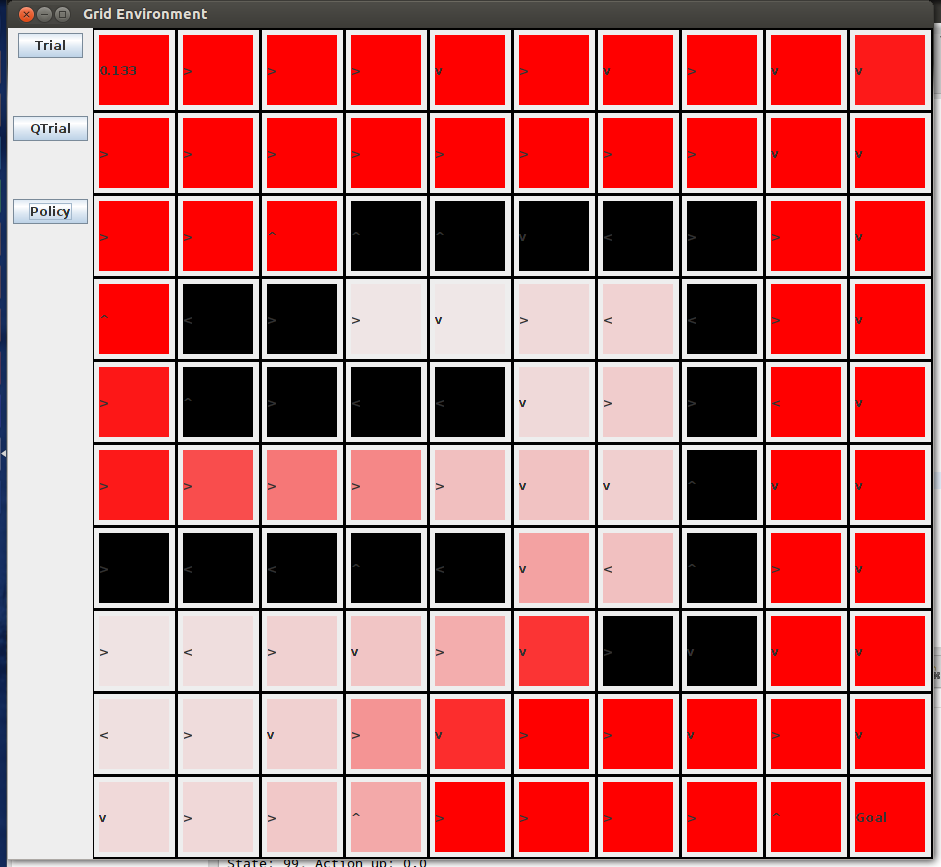 Grid Environment
Trial
0.133 > > > v > v > v v
QTrial
> > > > > > > > v v
Policy
> > ^ ^ ^ v < > > v
^ < > > v > < < > v
> ^ > < < v > > < v
> > > > > v v ^ v v
> < < ^ < v < ^ > v
> < > v > v > v v v
< > v > v > > v > v
v > > ^ > > > > ^ Goal
State: 99, Action up: 0.0